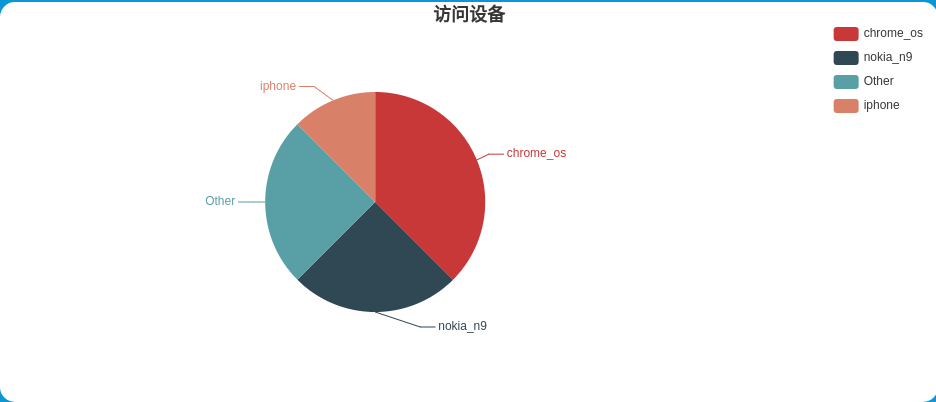 访问设备
chrome_os
nokia_n9
Other
iphone
iphone
chrome_os
Other
nokia_n9